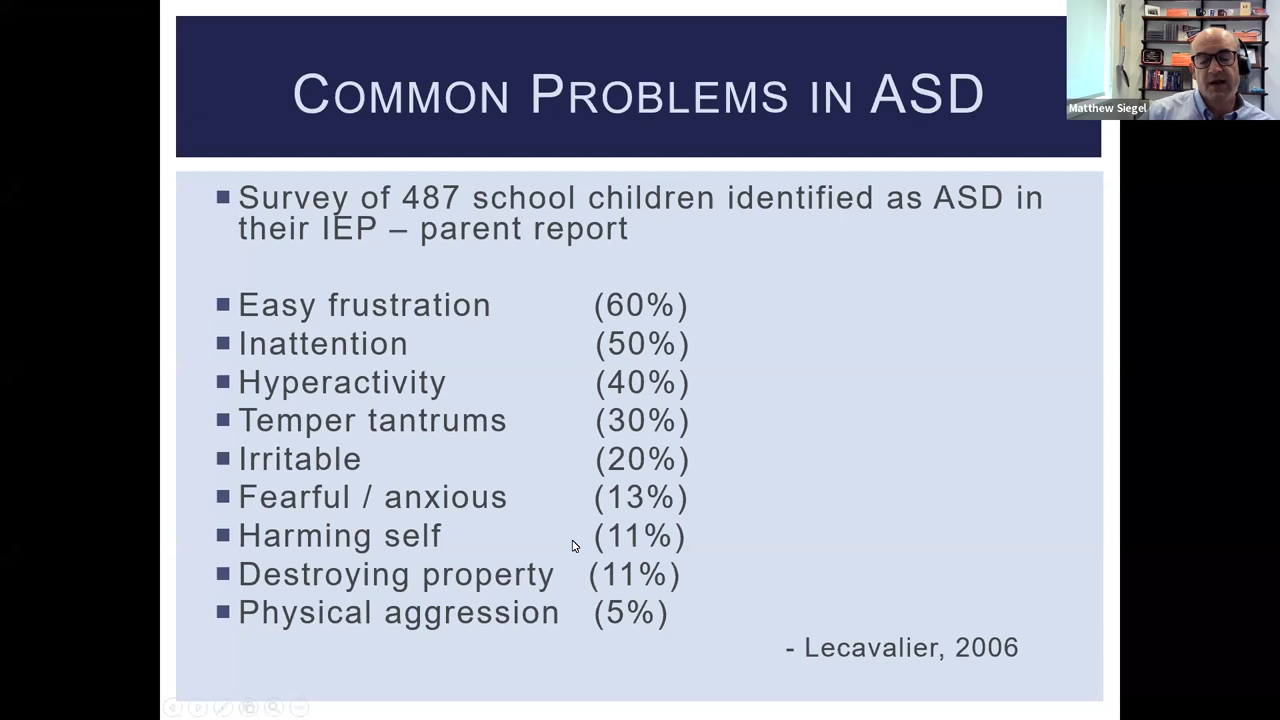 COMMON PROBLEMS IN ASD
Matthew Siegel
Survey of 487 school children identified as ASD in
their IEP – parent report
Easy frustration (60%)
Inattention (50%)
Hyperactivity (40%)
Temper tantrums (30%)
Irritable (20%)
Fearful / anxious (13%)
Harming self (11%)
Destroying property (11%)
Physical aggression (5%)
- Lecavalier, 2006